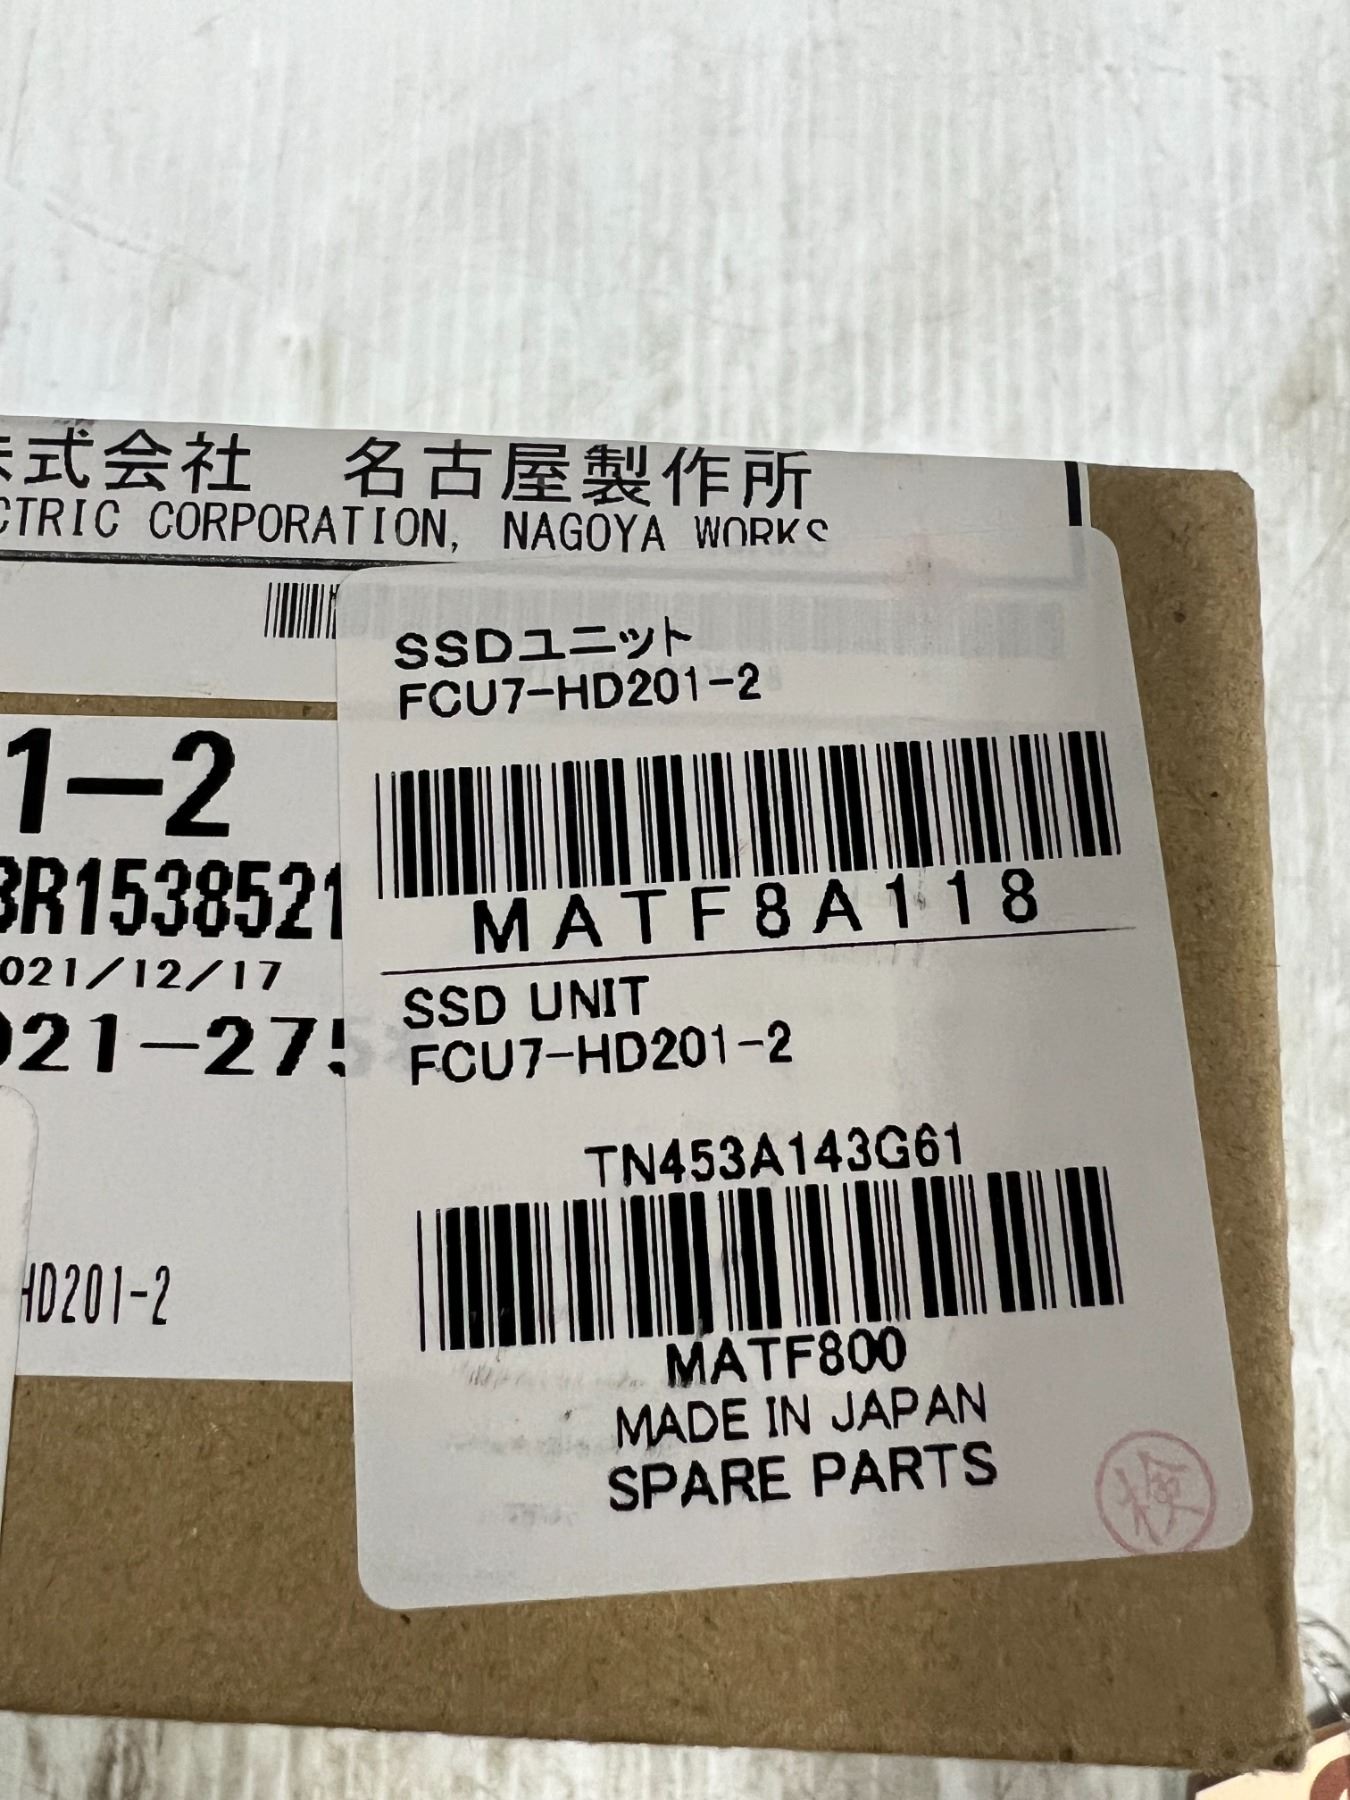 株式会社 名古屋製作所
CTRIC CORPORATION, NAGOYA WORKS
1-2
BR1538521
021/12/17
021-275
HD201-2
SSDユニット
FCU7-HD201-2
MATF8A118
SSD UNIT
FCU7-HD201-2
TN453A143G61
MATF800
MADE IN JAPAN
SPARE PARTS
検